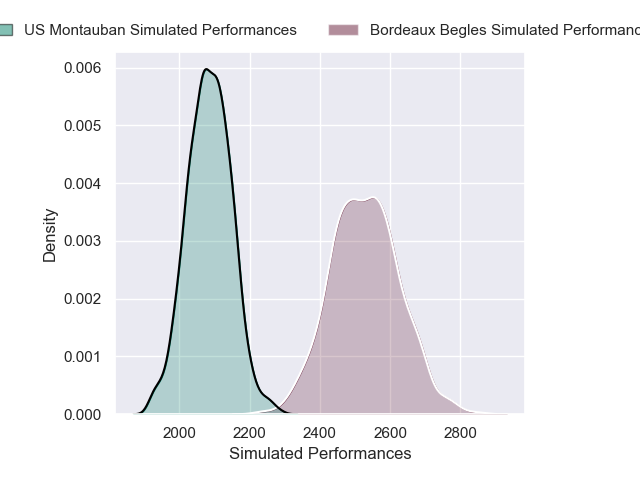 US Montauban Simulated Performances
Bordeaux Begles Simulated Performanc
0.006
0.005
0.004
0.003
0.002
0.001
0.000
Density
2000 2200 2400 2600 2800
Simulated Performances